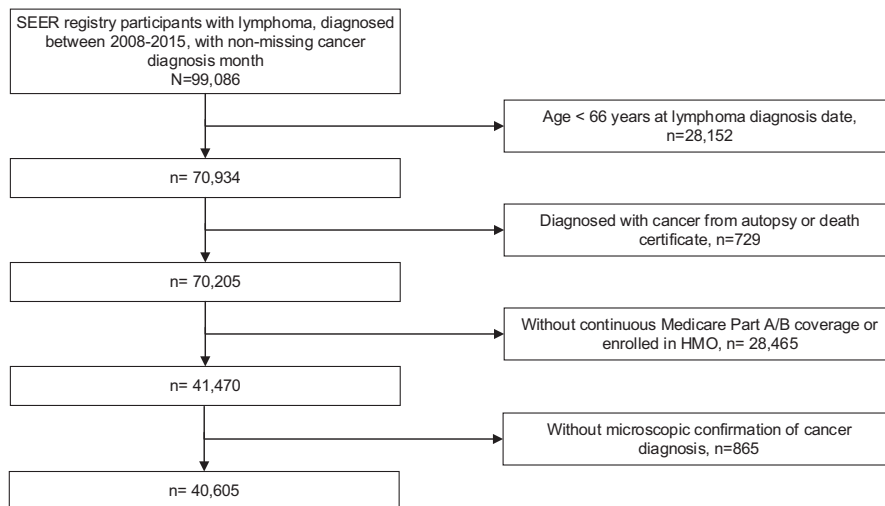 SEER registry participants with lymphoma, diagnosed
between 2008-2015, with non-missing cancer
diagnosis month
N=99,086
Age < 66 years at lymphoma diagnosis date,
n=28,152
n= 70,934
Diagnosed with cancer from autopsy or death
certificate, n=729
n= 70,205
Without continuous Medicare Part A/B coverage or
enrolled in HMO, n= 28,465
n= 41,470
Without microscopic confirmation of cancer
diagnosis, n=865
n= 40,605